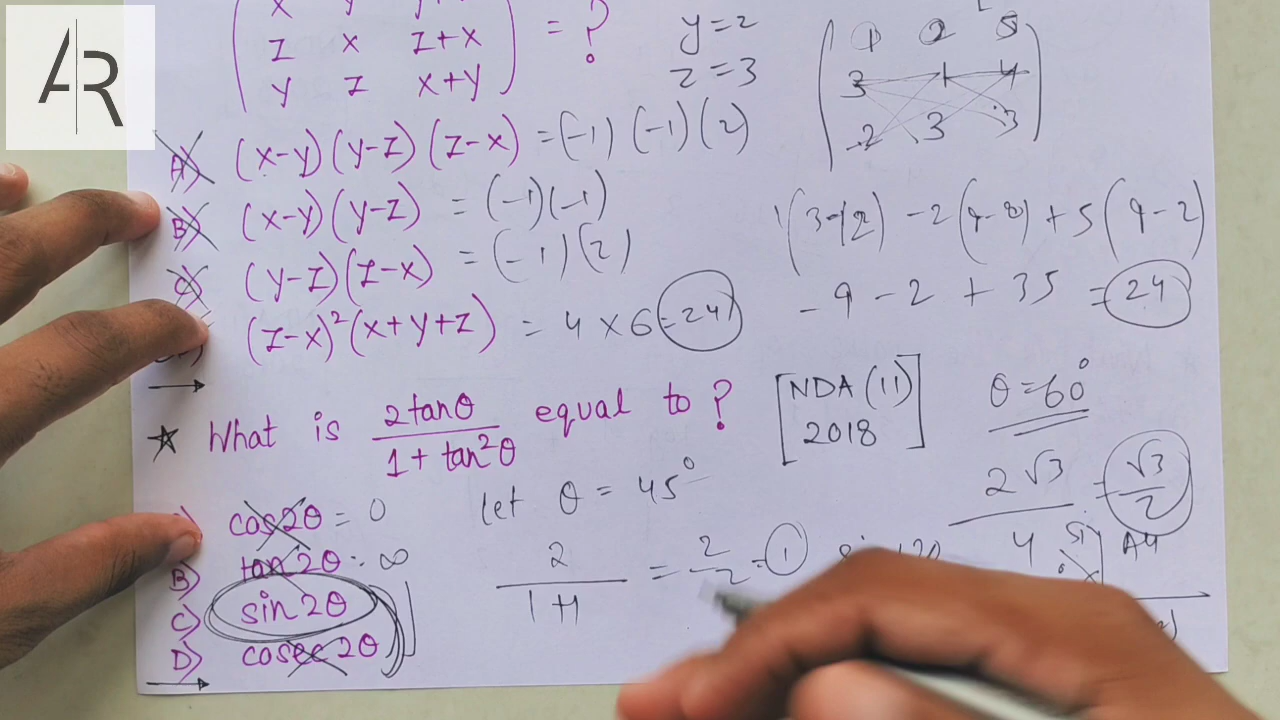 AR
x y
z x z+x
y z x+y
= ?
y=2
z=3
1 2 5
3 1 4
2 3 3
A) (x-y)(y-z)(z-x) =(-1)(-1)(2)
B) (x-y)(y-z) = (-1)(-1)
C) (y-z)(z-x) = (-1)(2)
(z-x)²(x+y+z) = 4×6=24
1(3-12) -2(9-8) +5(9-2)
-9 -2 + 35 = 24
What is 2tanθ / 1+tan²θ equal to?
[NDA (II) 2018]
θ=60°
let θ = 45°
cos2θ = 0
B) tan2θ = ∞
C) sin2θ
D) cosec2θ
2 / 1+1 = 2/2 = 1
2√3 / 4 = √3/2